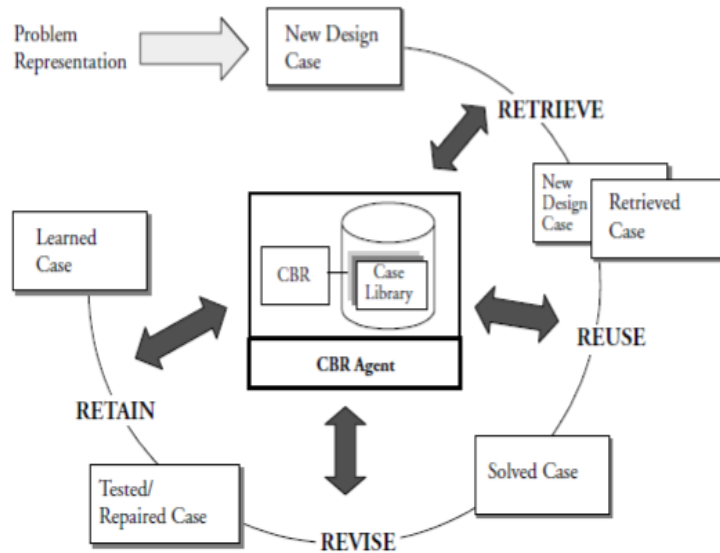 Problem
Representation
New Design
Case
RETRIEVE
New
Design
Case
Retrieved
Case
Learned
Case
CBR
Case
Library
CBR Agent
REUSE
RETAIN
Solved Case
Tested/
Repaired Case
REVISE